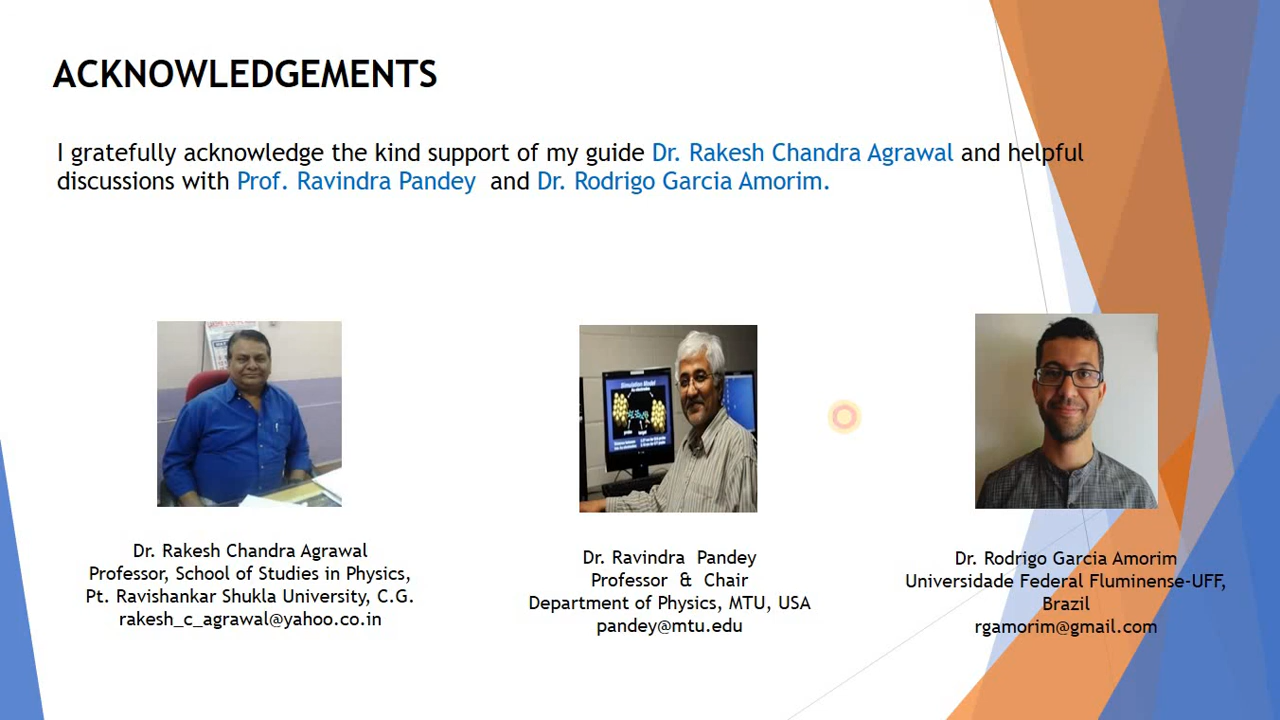 ACKNOWLEDGEMENTS
I gratefully acknowledge the kind support of my guide Dr. Rakesh Chandra Agrawal and helpful
discussions with Prof. Ravindra Pandey and Dr. Rodrigo Garcia Amorim.
Simulation Model
Dr. Rakesh Chandra Agrawal
Professor, School of Studies in Physics,
Pt. Ravishankar Shukla University, C.G.
rakesh_c_agrawal@yahoo.co.in
Dr. Ravindra Pandey
Professor & Chair
Department of Physics, MTU, USA
pandey@mtu.edu
Dr. Rodrigo Garcia Amorim
Universidade Federal Fluminense-UFF,
Brazil
rgamorim@gmail.com